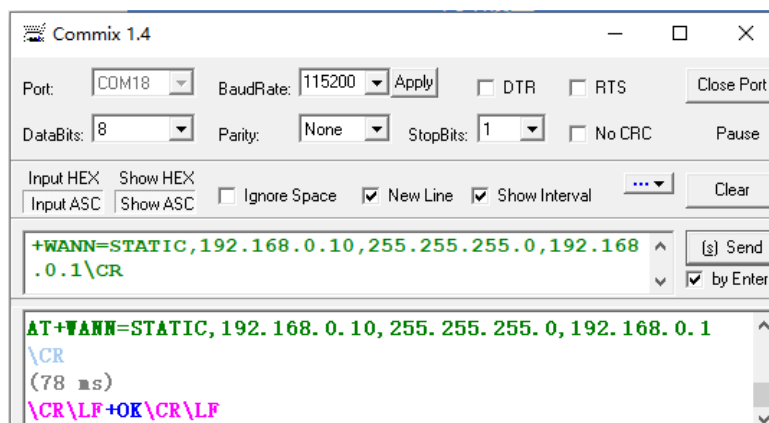 Commix 1.4
Port: COM18 BaudRate: 115200 Apply DTR RTS Close Port
DataBits: 8 Parity: None StopBits: 1 No CRC Pause
Input HEX Show HEX
Input ASC Show ASC Ignore Space New Line Show Interval ... Clear
+WANN=STATIC,192.168.0.10,255.255.255.0,192.168
.0.1\CR
(s) Send
by Enter
AT+WANN=STATIC,192.168.0.10,255.255.255.0,192.168.0.1
\CR
(78 ms)
\CR\LF+OK\CR\LF